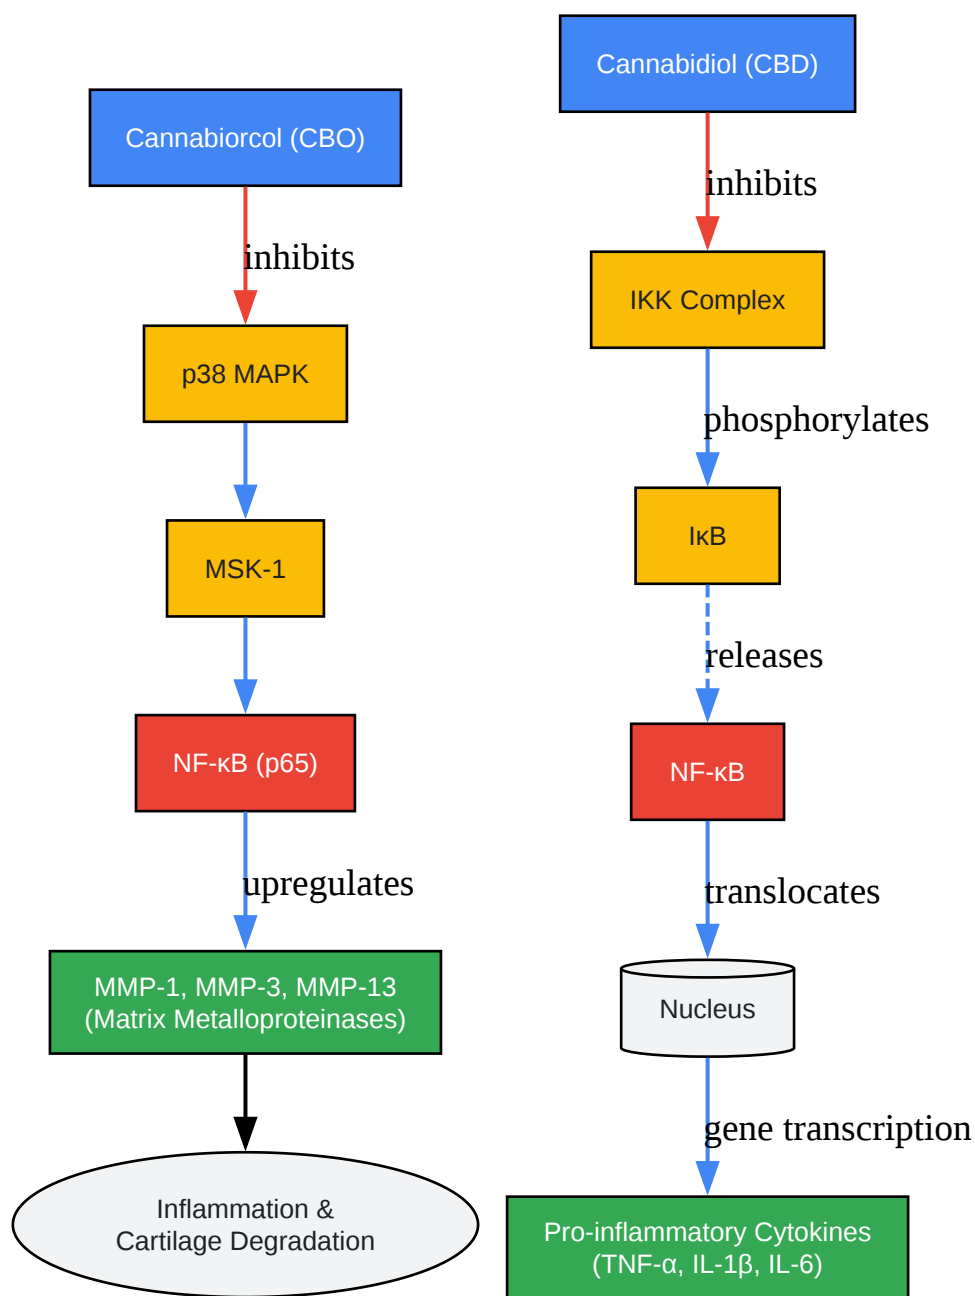 Cannabiorcol (CBO)
inhibits
p38 MAPK
MSK-1
NF-κB (p65)
upregulates
MMP-1, MMP-3, MMP-13
(Matrix Metalloproteinases)
Inflammation &
Cartilage Degradation
Cannabidiol (CBD)
inhibits
IKK Complex
phosphorylates
IκB
releases
NF-κB
translocates
Nucleus
gene transcription
Pro-inflammatory Cytokines
(TNF-α, IL-1β, IL-6)